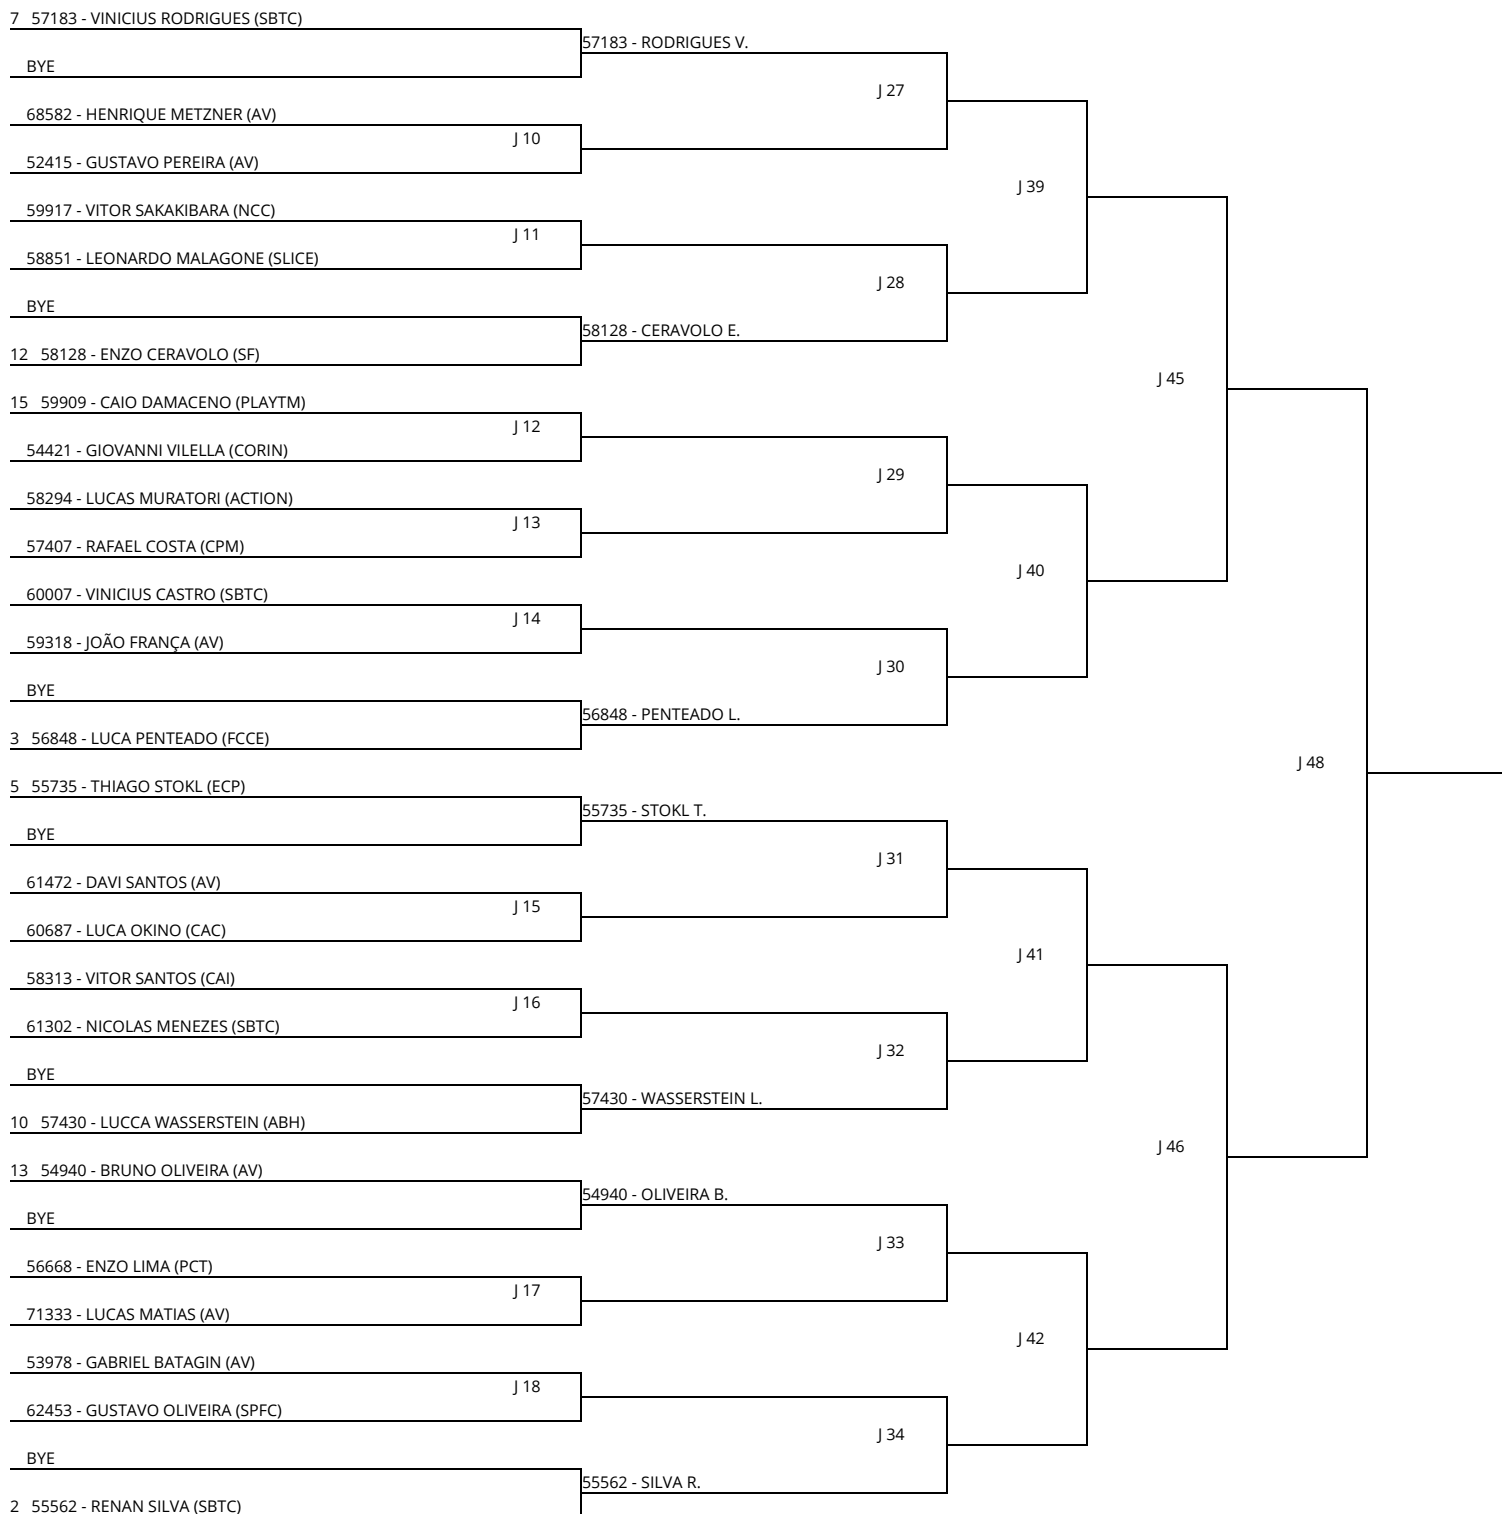 7 57183 - VINICIUS RODRIGUES (SBTC)
57183 - RODRIGUES V.
BYE
J 27
68582 - HENRIQUE METZNER (AV)
J 10
52415 - GUSTAVO PEREIRA (AV)
J 39
59917 - VITOR SAKAKIBARA (NCC)
J 11
58851 - LEONARDO MALAGONE (SLICE)
J 28
BYE
58128 - CERAVOLO E.
12 58128 - ENZO CERAVOLO (SF)
J 45
15 59909 - CAIO DAMACENO (PLAYTM)
J 12
54421 - GIOVANNI VILELLA (CORIN)
J 29
58294 - LUCAS MURATORI (ACTION)
J 13
57407 - RAFAEL COSTA (CPM)
J 40
60007 - VINICIUS CASTRO (SBTC)
J 14
59318 - JOÃO FRANÇA (AV)
J 30
BYE
56848 - PENTEADO L.
3 56848 - LUCA PENTEADO (FCCE)
J 48
5 55735 - THIAGO STOKL (ECP)
55735 - STOKL T.
BYE
J 31
61472 - DAVI SANTOS (AV)
J 15
60687 - LUCA OKINO (CAC)
J 41
58313 - VITOR SANTOS (CAI)
J 16
61302 - NICOLAS MENEZES (SBTC)
J 32
BYE
57430 - WASSERSTEIN L.
10 57430 - LUCCA WASSERSTEIN (ABH)
J 46
13 54940 - BRUNO OLIVEIRA (AV)
54940 - OLIVEIRA B.
BYE
J 33
56668 - ENZO LIMA (PCT)
J 17
71333 - LUCAS MATIAS (AV)
J 42
53978 - GABRIEL BATAGIN (AV)
J 18
62453 - GUSTAVO OLIVEIRA (SPFC)
J 34
BYE
55562 - SILVA R.
2 55562 - RENAN SILVA (SBTC)